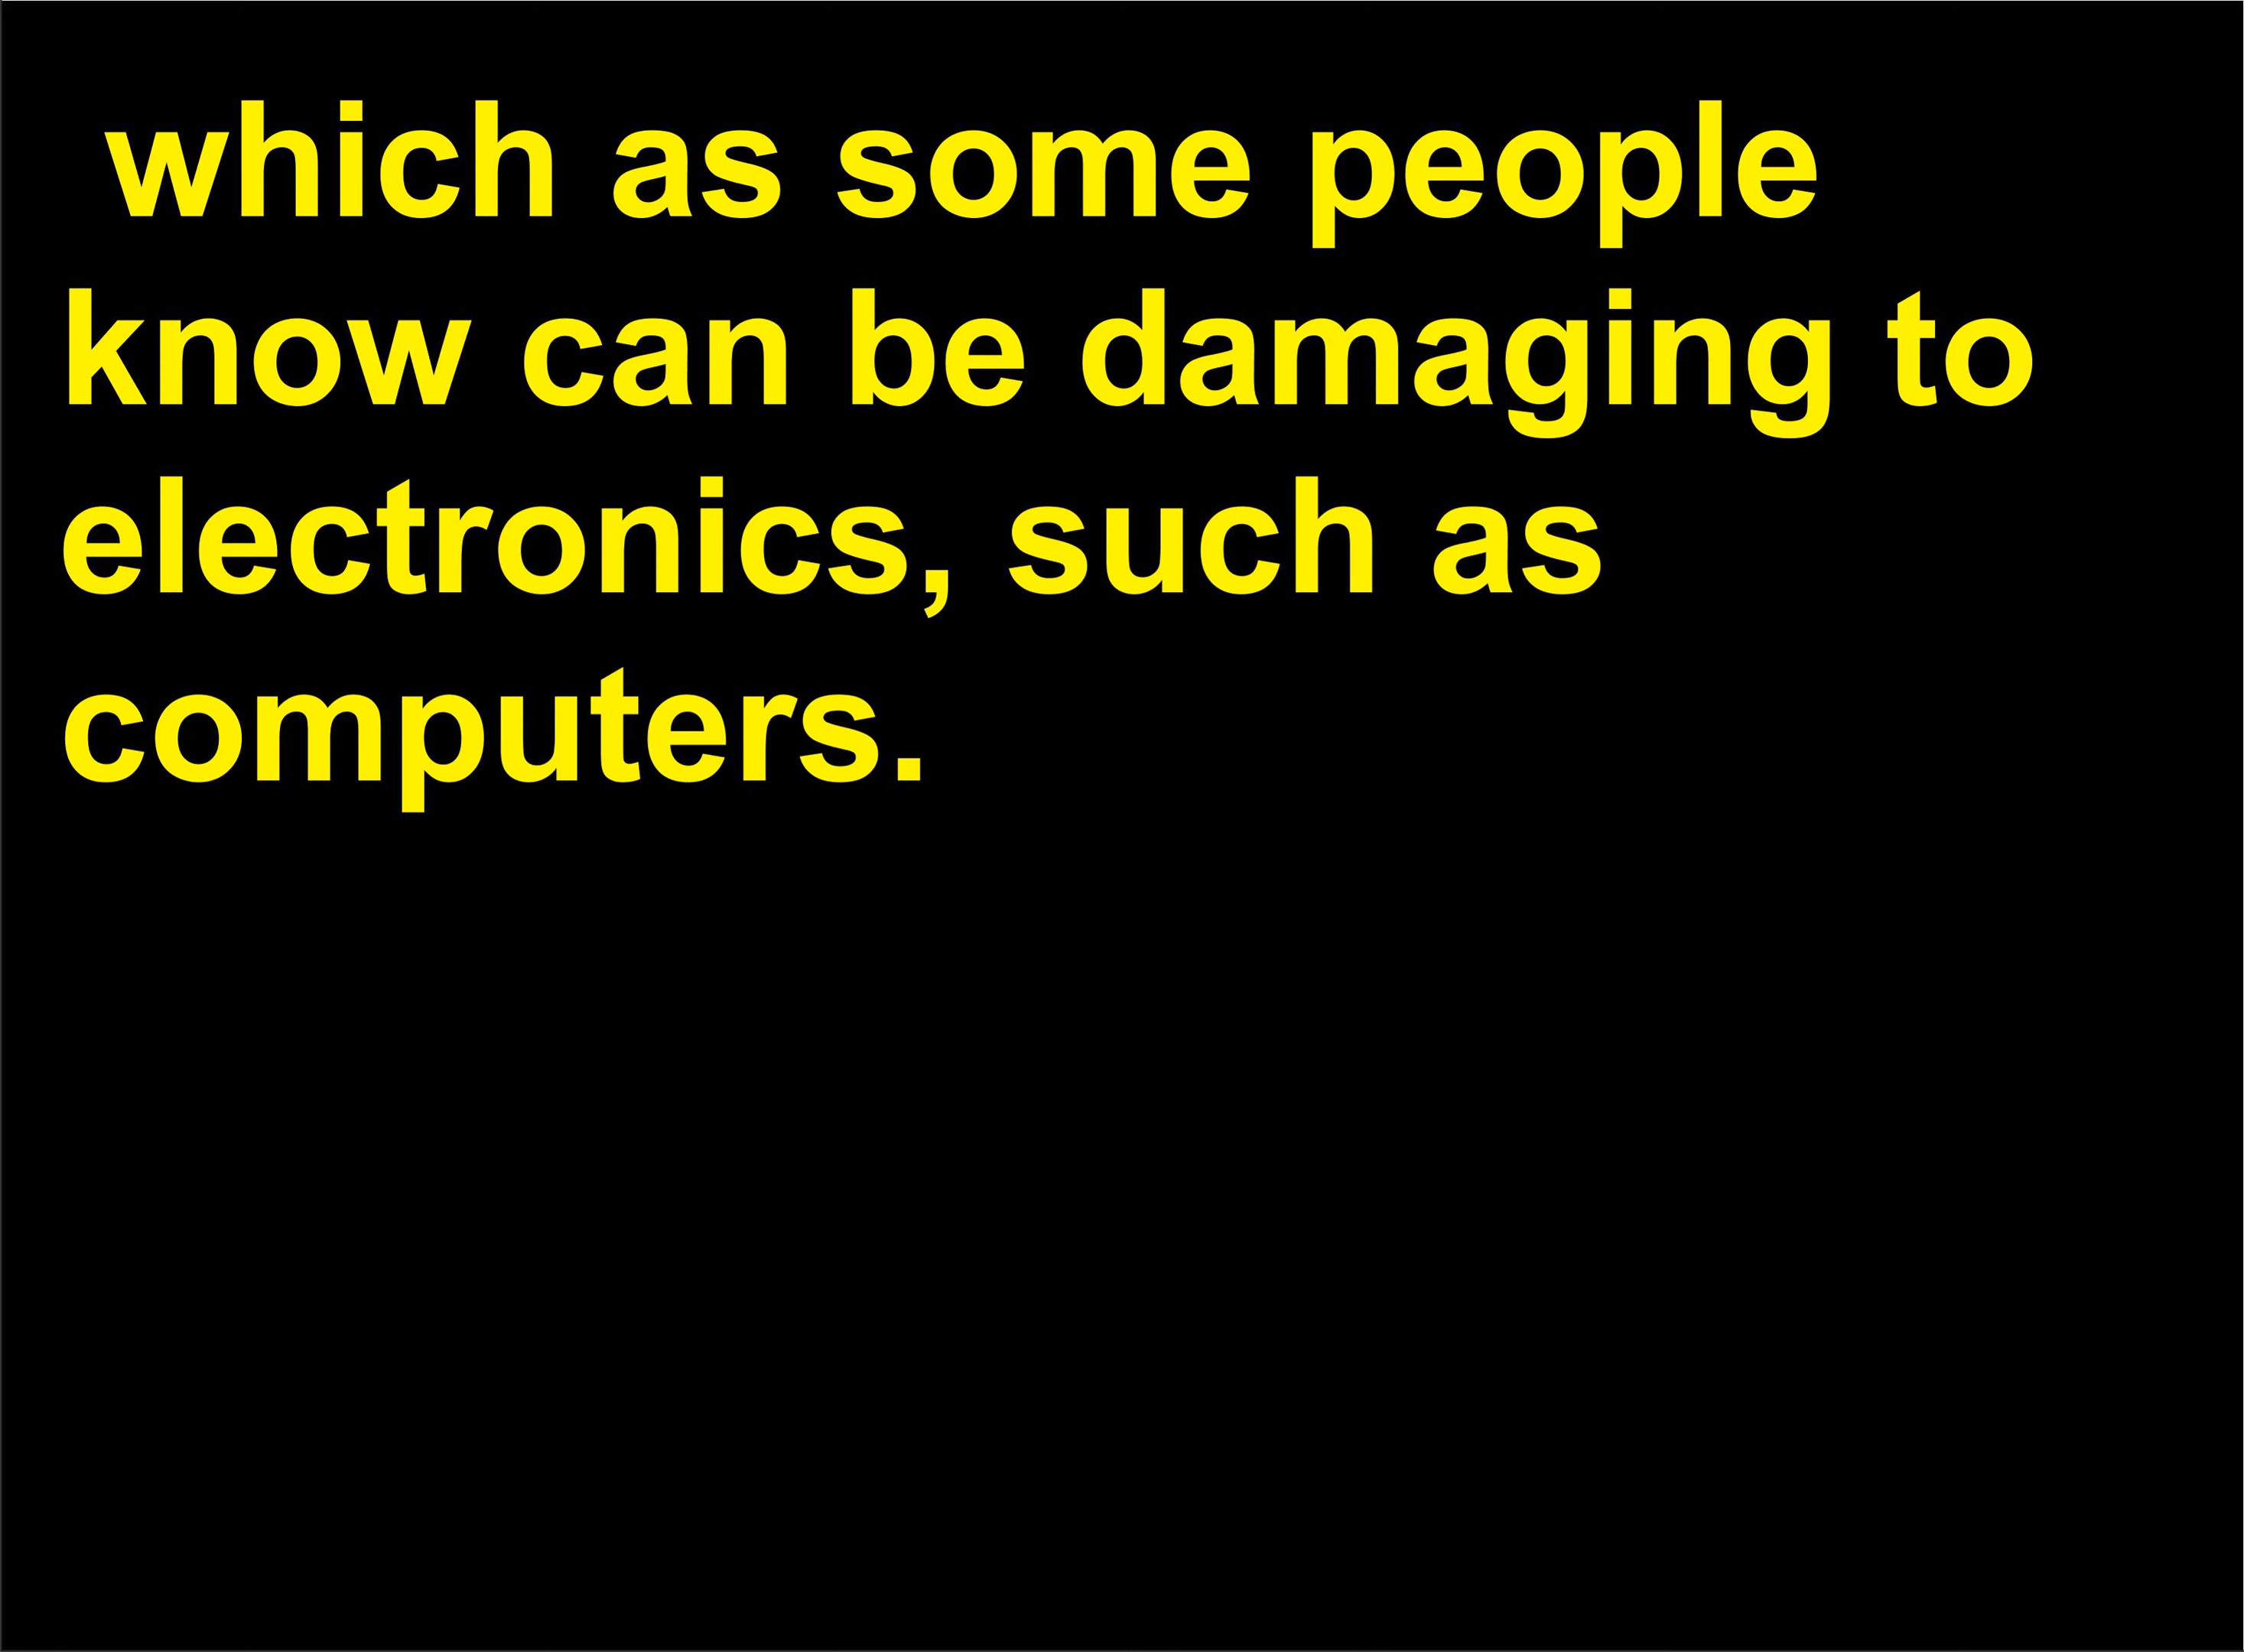 which as some people
know can be damaging to
electronics, such as
computers.